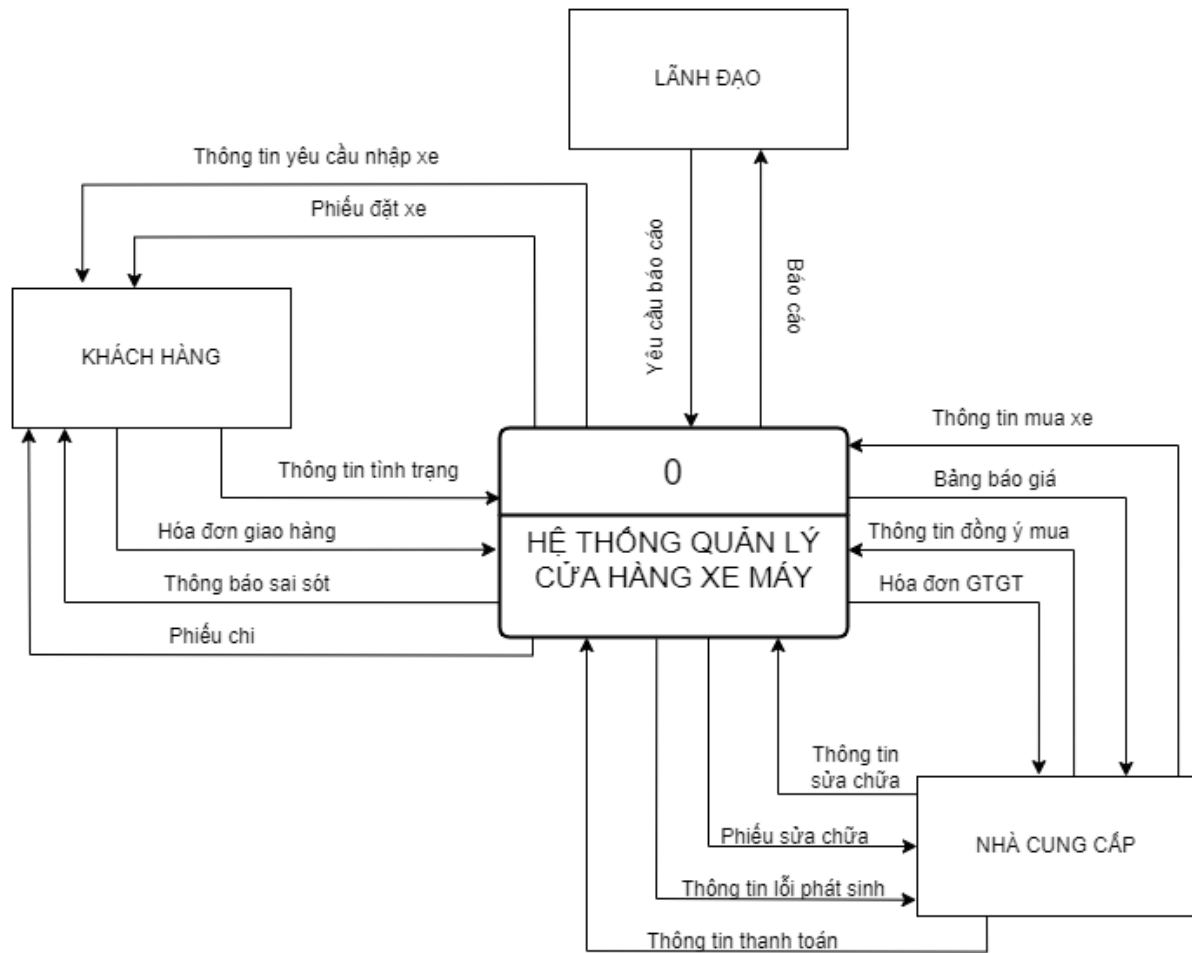 LÃNH ĐẠO
Thông tin yêu cầu nhập xe
Phiếu đặt xe
Yêu cầu báo cáo
Báo cáo
KHÁCH HÀNG
Thông tin mua xe
Thông tin tình trạng
0
Bảng báo giá
Hóa đơn giao hàng
HỆ THỐNG QUẢN LÝ
CỬA HÀNG XE MÁY
Thông tin đồng ý mua
Thông báo sai sót
Hóa đơn GTGT
Phiếu chi
Thông tin
sửa chữa
Phiếu sửa chữa
NHÀ CUNG CẤP
Thông tin lỗi phát sinh
Thông tin thanh toán